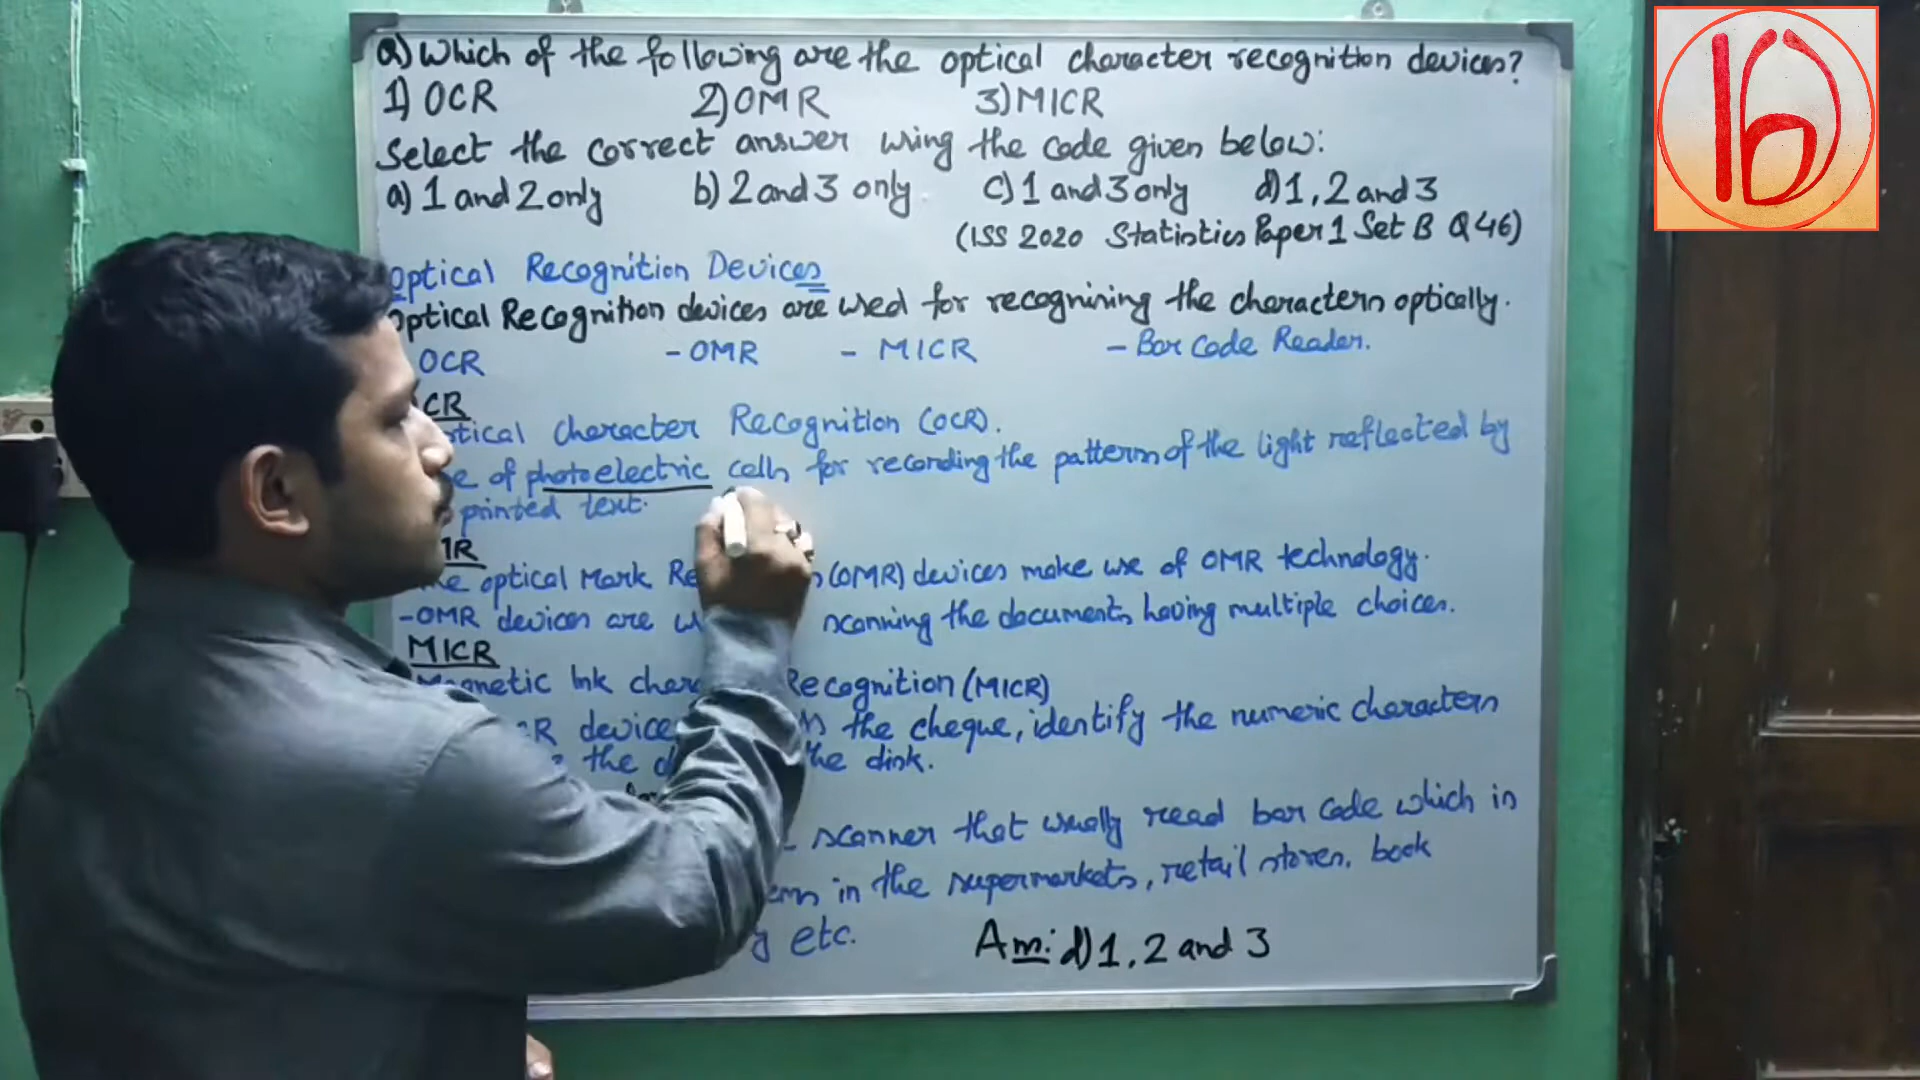 Q) Which of the following are the optical character recognition devices?
1) OCR 2) OMR 3) MICR
Select the correct answer using the code given below:
a) 1 and 2 only b) 2 and 3 only c) 1 and 3 only d) 1, 2 and 3
(ISS 2020 Statistics Paper 1 Set B Q46)
Optical Recognition Devices
Optical Recognition devices are used for recognising the characters optically.
OCR - OMR - MICR - Bar Code Reader.
CR
tical Character Recognition (OCR).
of photoelectric cells for recording the pattern of the light reflected by
printed text.
MR
optical Mark (OMR) devices make use of OMR technology.
- OMR devices are scanning the documents having multiple choices.
MICR
Magnetic Ink Recognition (MICR)
the cheque, identify the numeric characters
the the disk.
scanner that usually read bar code which is
in the supermarkets, retail stores, book
etc. Ans: d) 1, 2 and 3